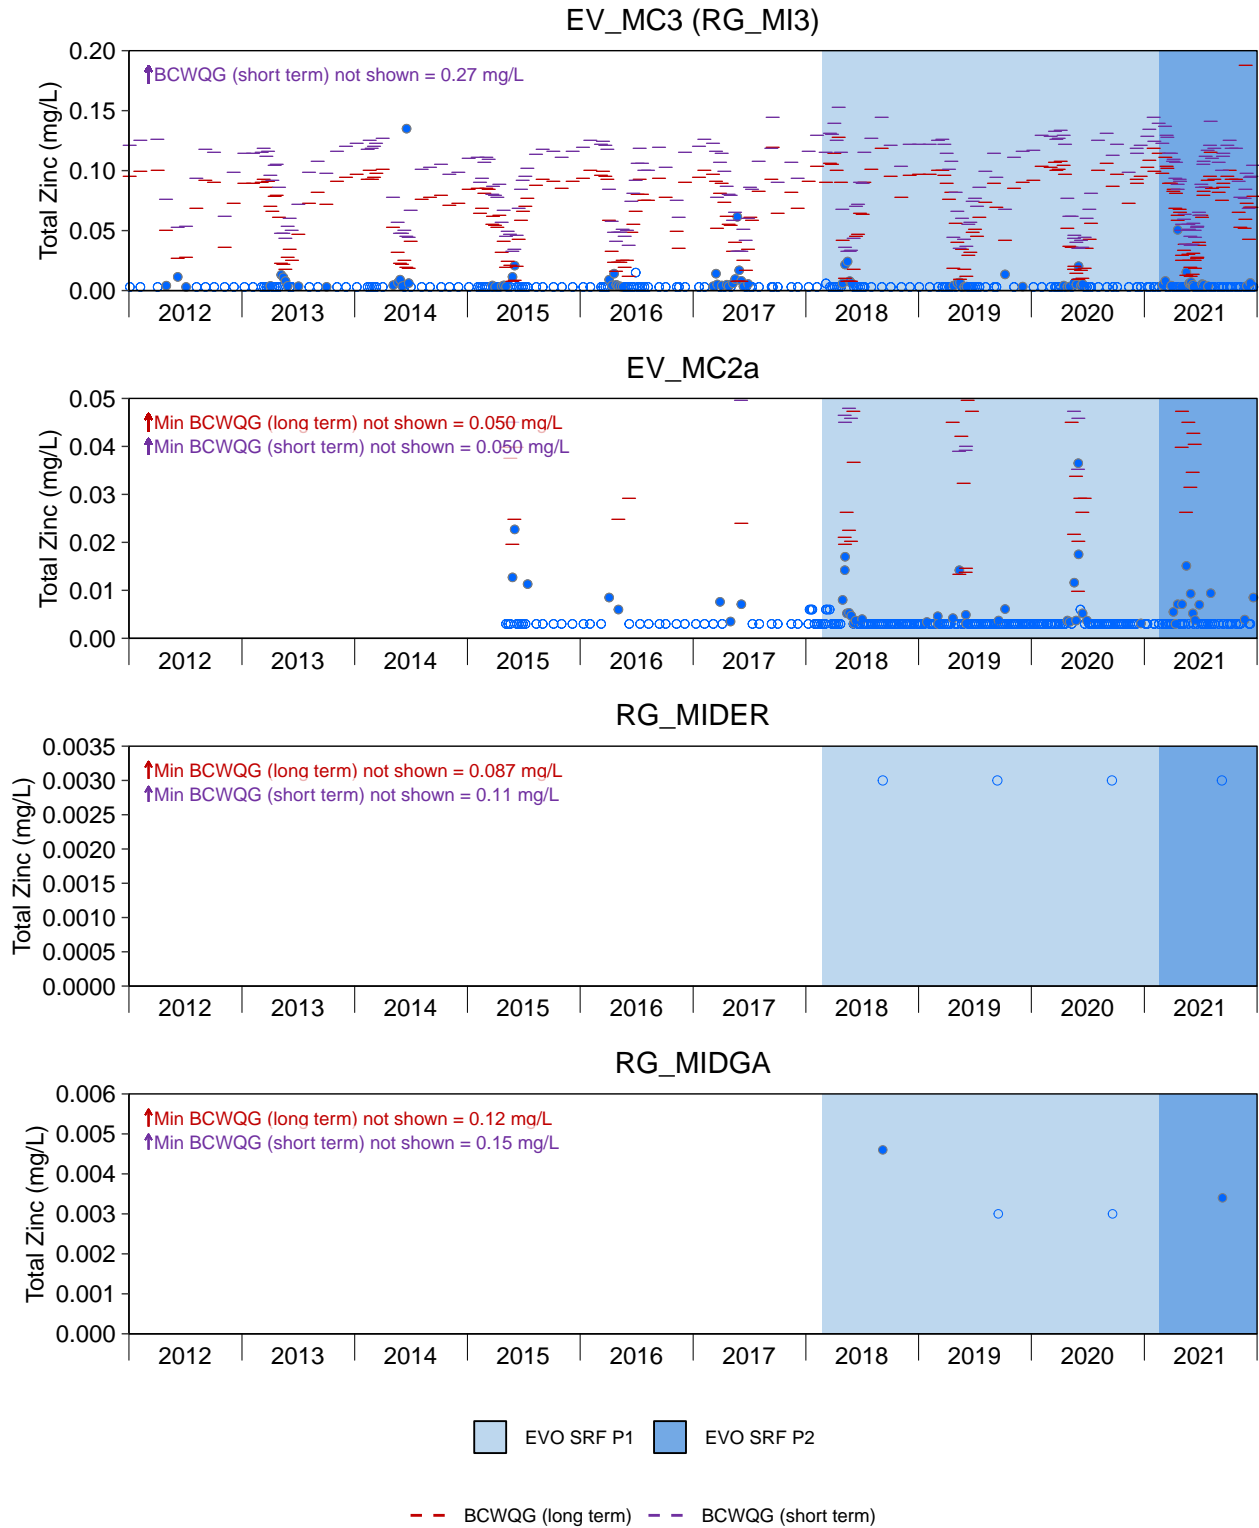 EV_MC3 (RG_MI3)
Total Zinc (mg/L)
0.20
0.15
0.10
0.05
0.00
BCWQG (short term) not shown = 0.27 mg/L
2012 2013 2014 2015 2016 2017 2018 2019 2020 2021
EV_MC2a
Total Zinc (mg/L)
0.05
0.04
0.03
0.02
0.01
0.00
Min BCWQG (long term) not shown = 0.050 mg/L
Min BCWQG (short term) not shown = 0.050 mg/L
2012 2013 2014 2015 2016 2017 2018 2019 2020 2021
RG_MIDER
Total Zinc (mg/L)
0.0035
0.0030
0.0025
0.0020
0.0015
0.0010
0.0005
0.0000
Min BCWQG (long term) not shown = 0.087 mg/L
Min BCWQG (short term) not shown = 0.11 mg/L
2012 2013 2014 2015 2016 2017 2018 2019 2020 2021
RG_MIDGA
Total Zinc (mg/L)
0.006
0.005
0.004
0.003
0.002
0.001
0.000
Min BCWQG (long term) not shown = 0.12 mg/L
Min BCWQG (short term) not shown = 0.15 mg/L
2012 2013 2014 2015 2016 2017 2018 2019 2020 2021
EVO SRF P1 EVO SRF P2
BCWQG (long term) BCWQG (short term)